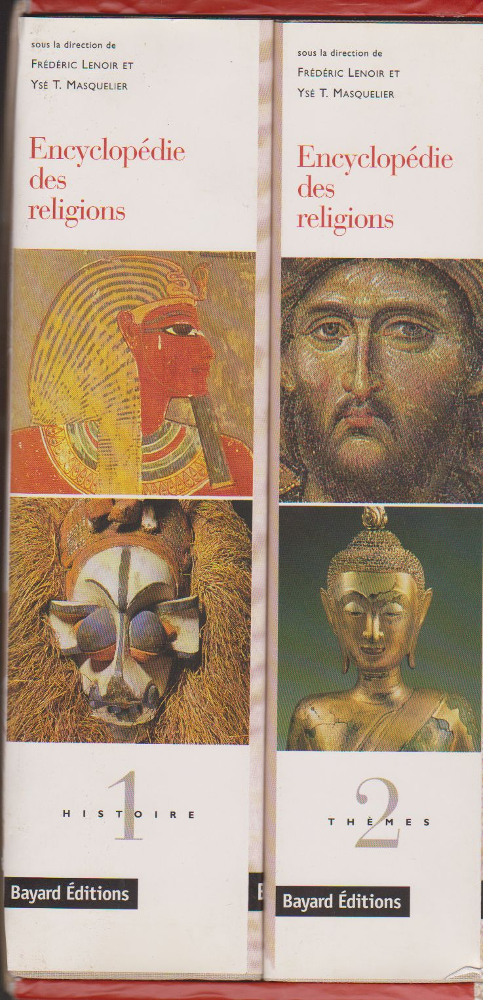 sous la direction de
FRÉDÉRIC LENOIR ET
YSÉ T. MASQUELIER
Encyclopédie
des
religions
1
HISTOIRE
Bayard Éditions
sous la direction de
FRÉDÉRIC LENOIR ET
YSÉ T. MASQUELIER
Encyclopédie
des
religions
2
THÈMES
Bayard Éditions